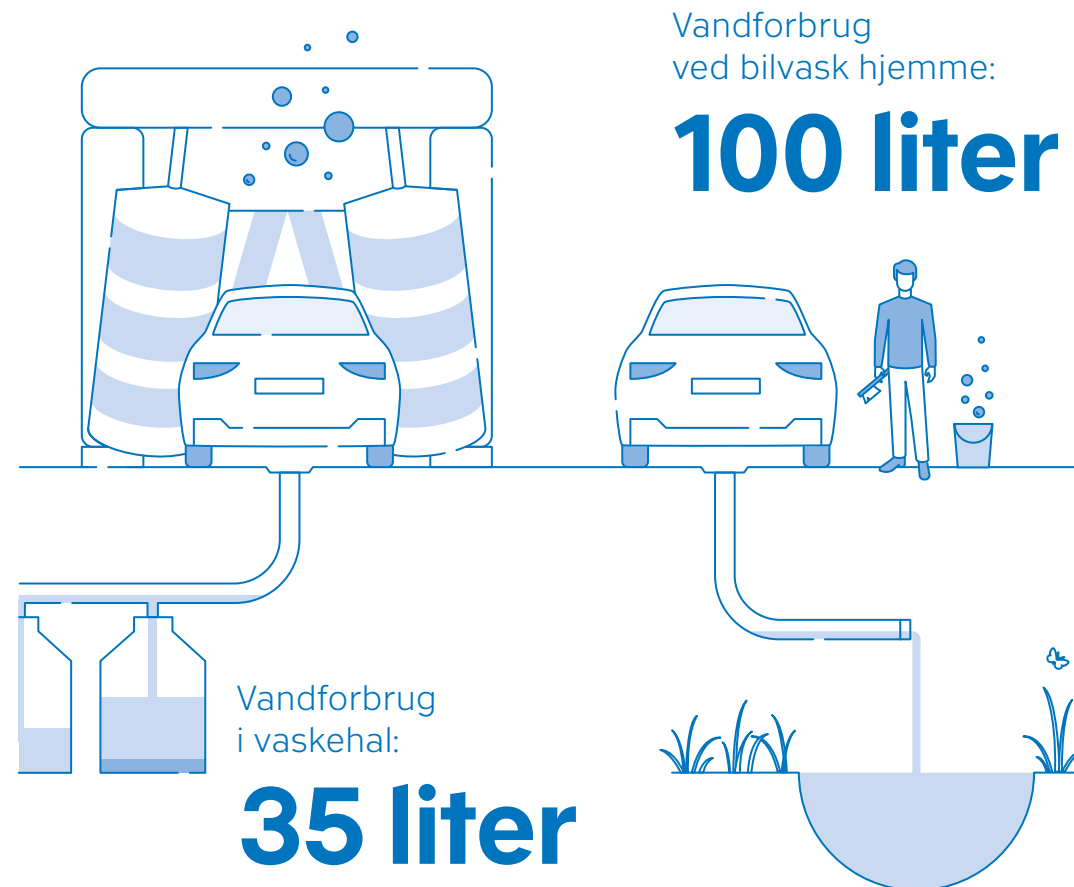 Vandforbrug
ved bilvask hjemme:
100 liter
Vandforbrug
i vaskehal:
35 liter